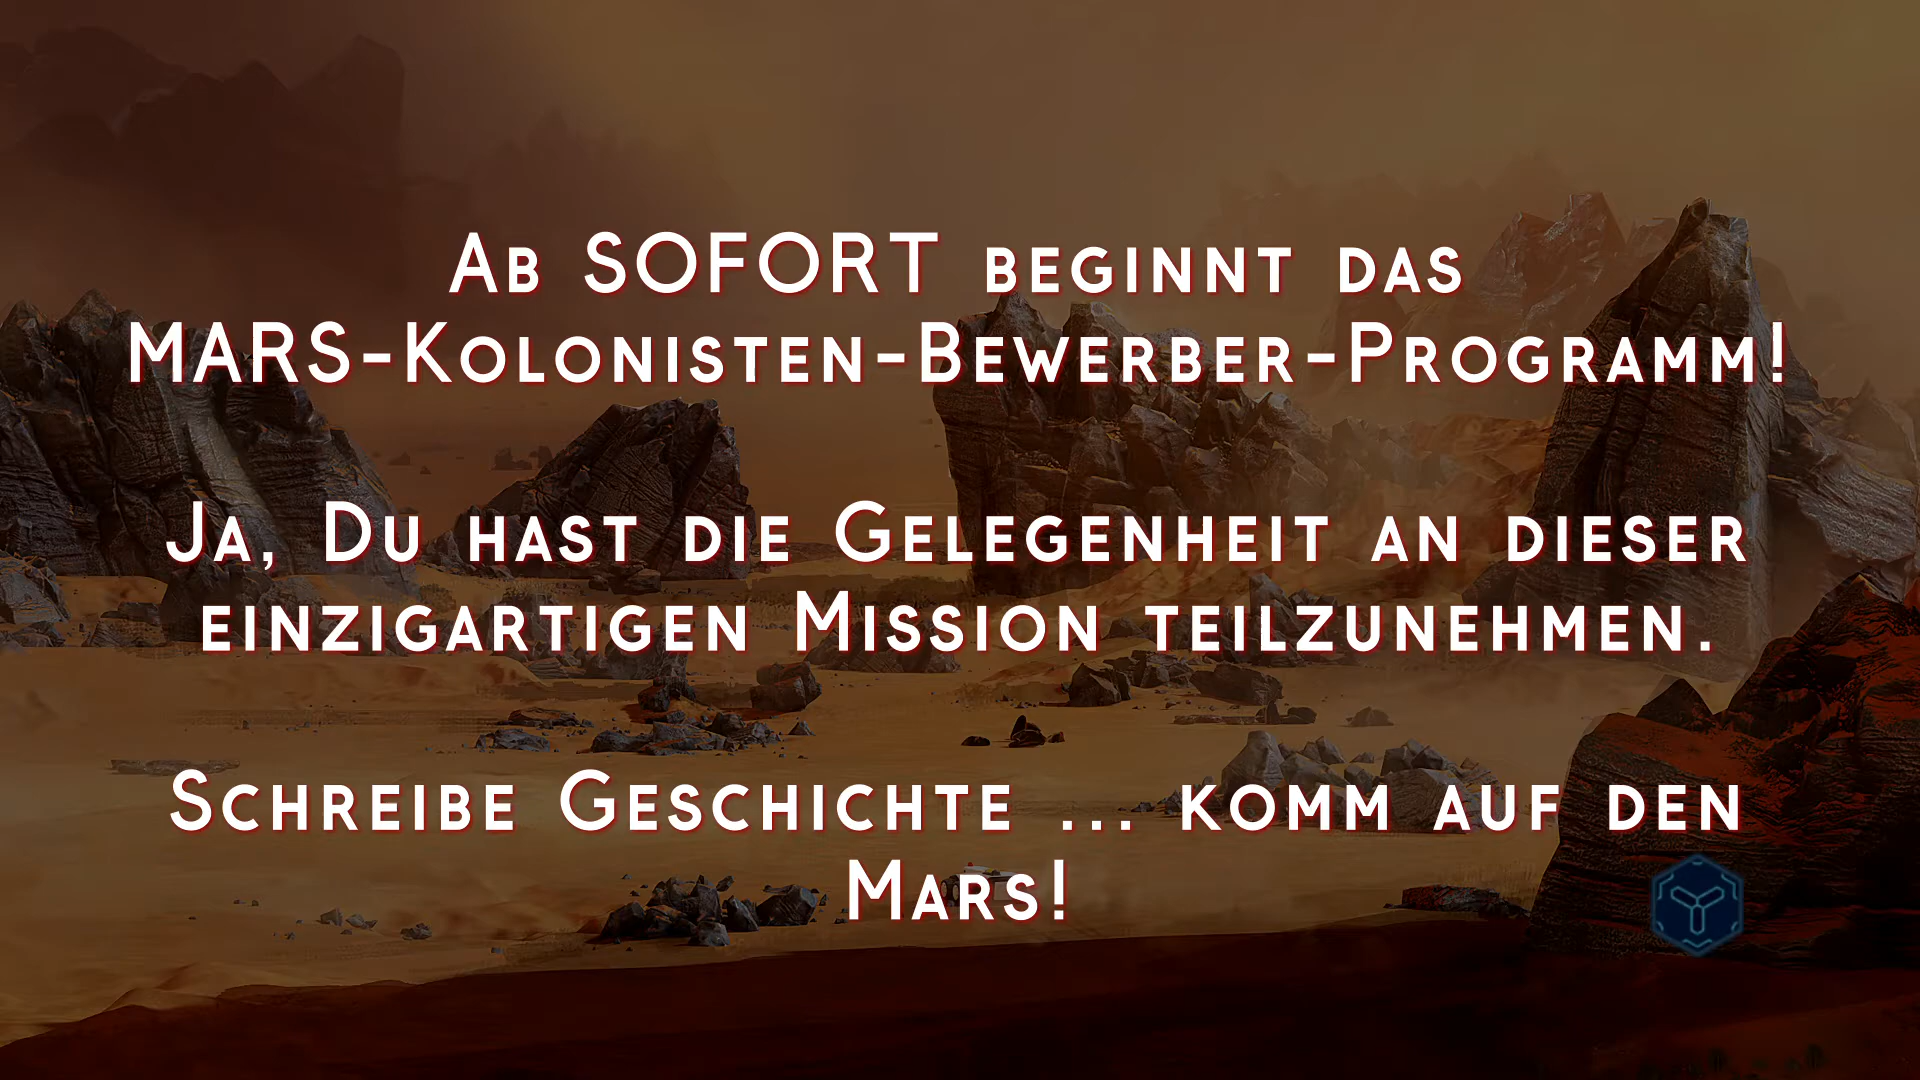 Ab SOFORT beginnt das
MARS-Kolonisten-Bewerber-Programm!
Ja, Du hast die Gelegenheit an dieser
einzigartigen Mission teilzunehmen.
Schreibe Geschichte ... komm auf den
Mars!